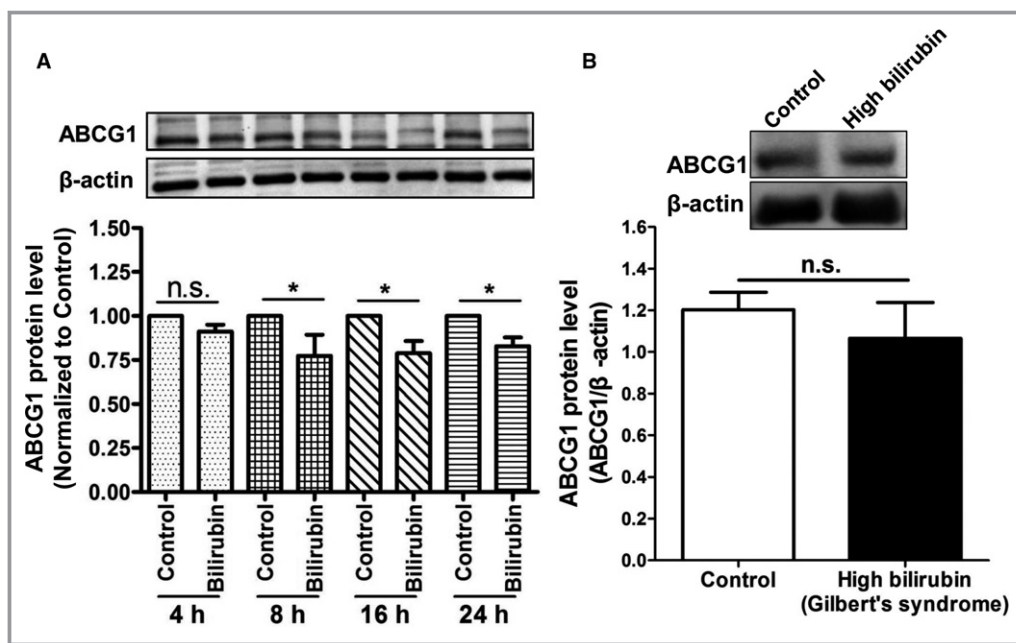 A
ABCG1
β-actin
ABCG1 protein level
(Normalized to Control)
1.50
1.25
1.00
0.75
0.50
0.25
0.00
n.s.
*
*
*
Control
Bilirubin
Control
Bilirubin
Control
Bilirubin
Control
Bilirubin
4 h
8 h
16 h
24 h
B
Control
High bilirubin
ABCG1
β-actin
ABCG1 protein level
(ABCG1/β -actin)
1.6
1.4
1.2
1.0
0.8
0.6
0.4
0.2
0.0
n.s.
Control
High bilirubin
(Gilbert's syndrome)